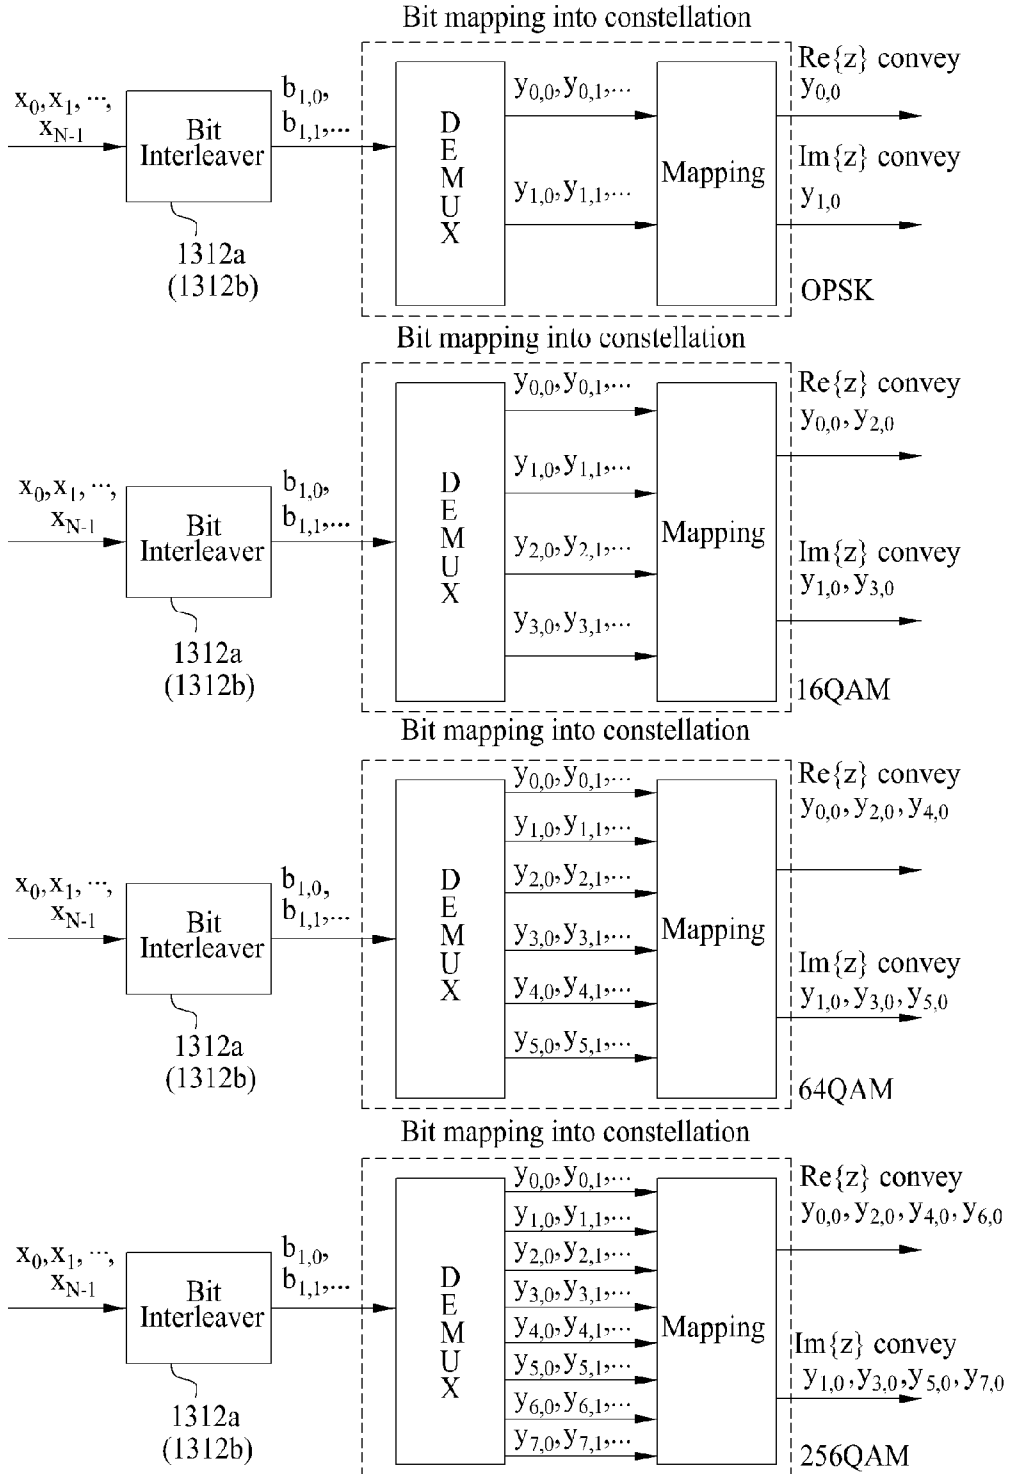 Bit mapping into constellation
x0,x1, ...,
xN-1
Bit
Interleaver
1312a
(1312b)
b1,0,
b1,1,...
DEMUX
y0,0,y0,1,...
y1,0,y1,1,...
Mapping
Re{z} convey
y0,0
Im{z} convey
y1,0
OPSK
Bit mapping into constellation
x0,x1, ...,
xN-1
Bit
Interleaver
1312a
(1312b)
b1,0,
b1,1,...
DEMUX
y0,0,y0,1,...
y1,0,y1,1,...
y2,0,y2,1,...
y3,0,y3,1,...
Mapping
Re{z} convey
y0,0,y2,0
Im{z} convey
y1,0,y3,0
16QAM
Bit mapping into constellation
x0,x1, ...,
xN-1
Bit
Interleaver
1312a
(1312b)
b1,0,
b1,1,...
DEMUX
y0,0,y0,1,...
y1,0,y1,1,...
y2,0,y2,1,...
y3,0,y3,1,...
y4,0,y4,1,...
y5,0,y5,1,...
Mapping
Re{z} convey
y0,0,y2,0,y4,0
Im{z} convey
y1,0,y3,0,y5,0
64QAM
Bit mapping into constellation
x0,x1, ...,
xN-1
Bit
Interleaver
1312a
(1312b)
b1,0,
b1,1,...
DEMUX
y0,0,y0,1,...
y1,0,y1,1,...
y2,0,y2,1,...
y3,0,y3,1,...
y4,0,y4,1,...
y5,0,y5,1,...
y6,0,y6,1,...
y7,0,y7,1,...
Mapping
Re{z} convey
y0,0,y2,0,y4,0,y6,0
Im{z} convey
y1,0,y3,0,y5,0,y7,0
256QAM